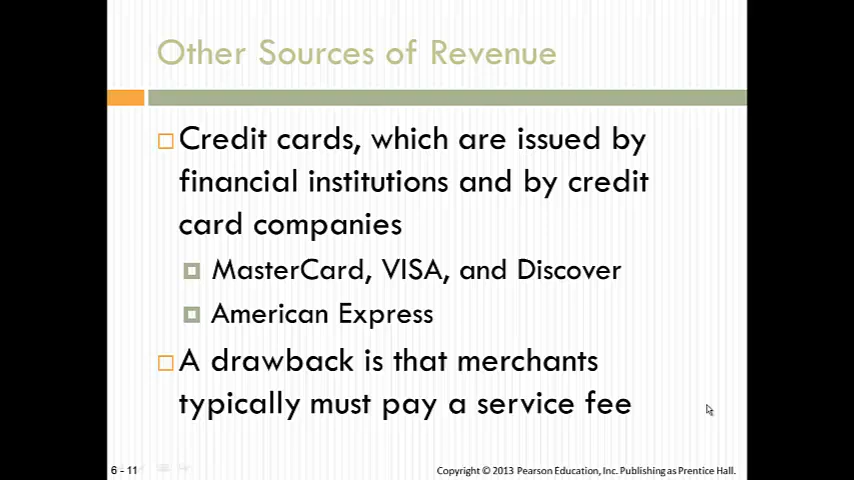 Other Sources of Revenue
Credit cards, which are issued by
financial institutions and by credit
card companies
MasterCard, VISA, and Discover
American Express
A drawback is that merchants
typically must pay a service fee
6 - 11
Copyright © 2013 Pearson Education, Inc. Publishing as Prentice Hall.